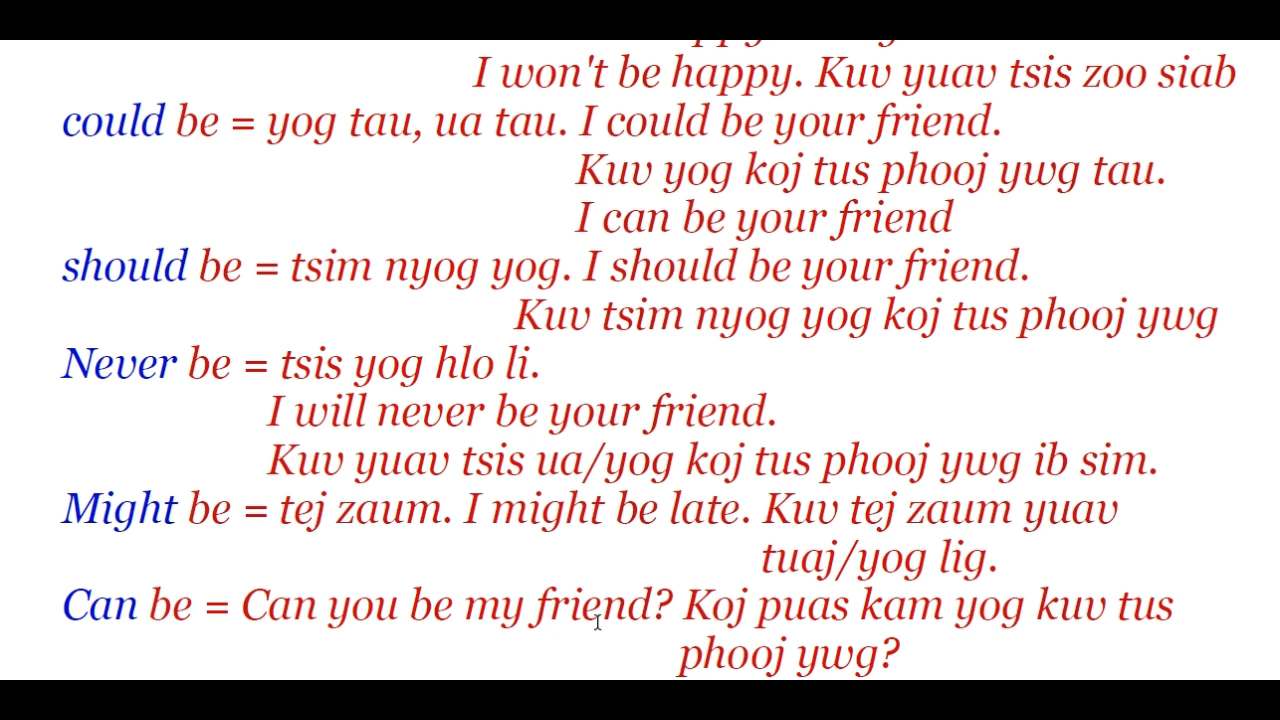 I won't be happy. Kuv yuav tsis zoo siab
could be = yog tau, ua tau. I could be your friend.
Kuv yog koj tus phooj ywg tau.
I can be your friend
should be = tsim nyog yog. I should be your friend.
Kuv tsim nyog yog koj tus phooj ywg
Never be = tsis yog hlo li.
I will never be your friend.
Kuv yuav tsis ua/yog koj tus phooj ywg ib sim.
Might be = tej zaum. I might be late. Kuv tej zaum yuav
tuaj/yog lig.
Can be = Can you be my friend? Koj puas kam yog kuv tus
phooj ywg?